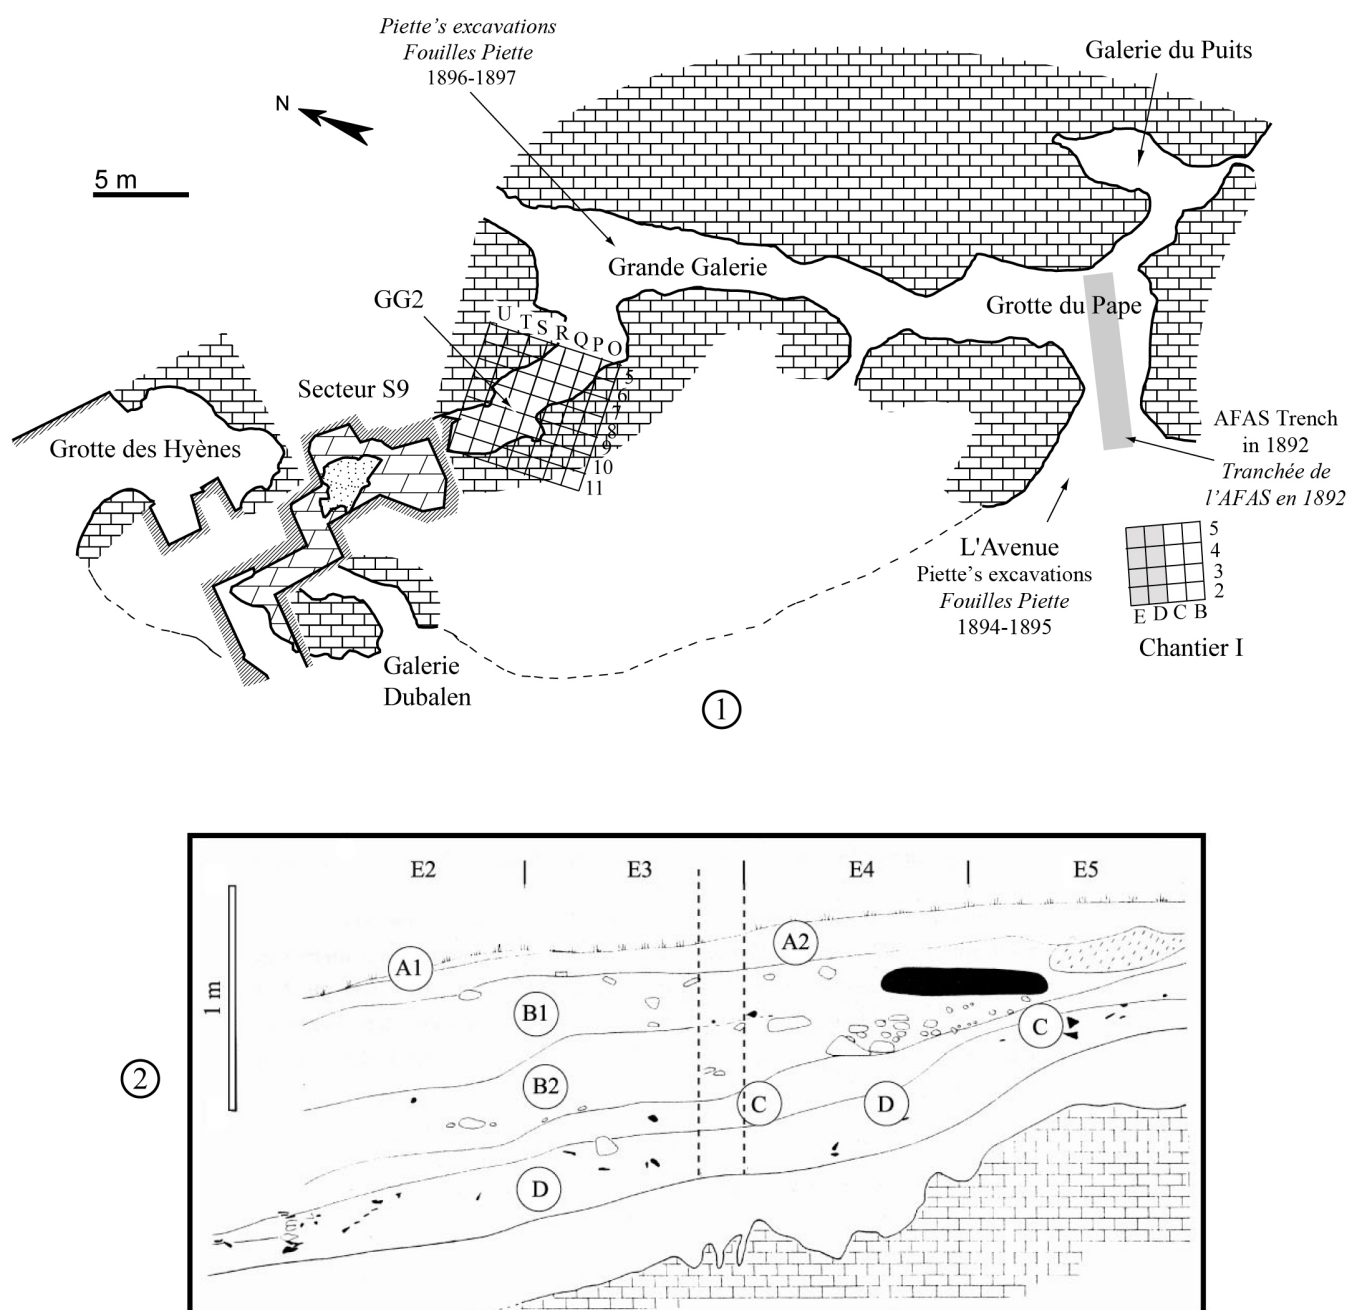 Piette's excavations
Fouilles Piette
1896-1897
Galerie du Puits
N
5 m
Grande Galerie
GG2
Grotte du Pape
U T S R Q P O
5
6
7
8
9
10
11
Secteur S9
Grotte des Hyènes
AFAS Trench
in 1892
Tranchée de
l'AFAS en 1892
L'Avenue
Piette's excavations
Fouilles Piette
1894-1895
5
4
3
2
E D C B
Chantier I
Galerie
Dubalen
1
E2 | E3 | E4 | E5
A1
A2
1 m
B1
C
2
B2
C
D
D